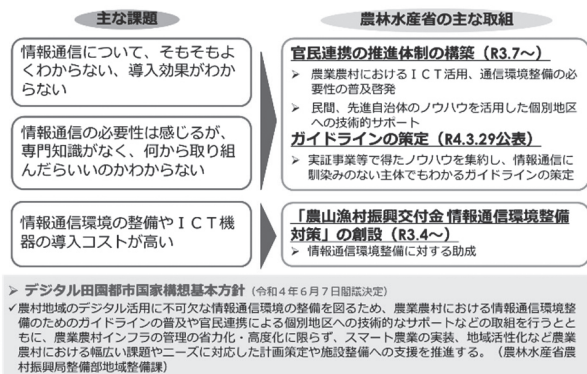 主な課題
農林水産省の主な取組
情報通信について、そもそもよ
くわからない、導入効果がわか
らない
情報通信の必要性は感じるが、
専門知識がなく、何から取り組
んだらいいのかわからない
官民連携の推進体制の構築（R3.7～）
➢ 農業農村におけるＩＣＴ活用、通信環境整備の必
要性の普及啓発
➢ 民間、先進自治体のノウハウを活用した個別地区
への技術的サポート
ガイドラインの策定（R4.3.29公表）
➢ 実証事業等で得たノウハウを集約し、情報通信に
馴染みのない主体でもわかるガイドラインの策定
情報通信環境の整備やＩＣＴ機
器の導入コストが高い
「農山漁村振興交付金 情報通信環境整備
対策」の創設（R3.4～）
➢ 情報通信環境整備に対する助成
➢ デジタル田園都市国家構想基本方針（令和４年６月７日閣議決定）
✓農村地域のデジタル活用に不可欠な情報通信環境の整備を図るため、農業農村における情報通信環境整
備のためのガイドラインの普及や官民連携による個別地区への技術的なサポートなどの取組を行うとと
もに、農業農村インフラの管理の省力化・高度化に限らず、スマート農業の実装、地域活性化など農業
農村における幅広い課題やニーズに対応した計画策定や施設整備への支援を推進する。（農林水産省農
村振興局整備部地域整備課）